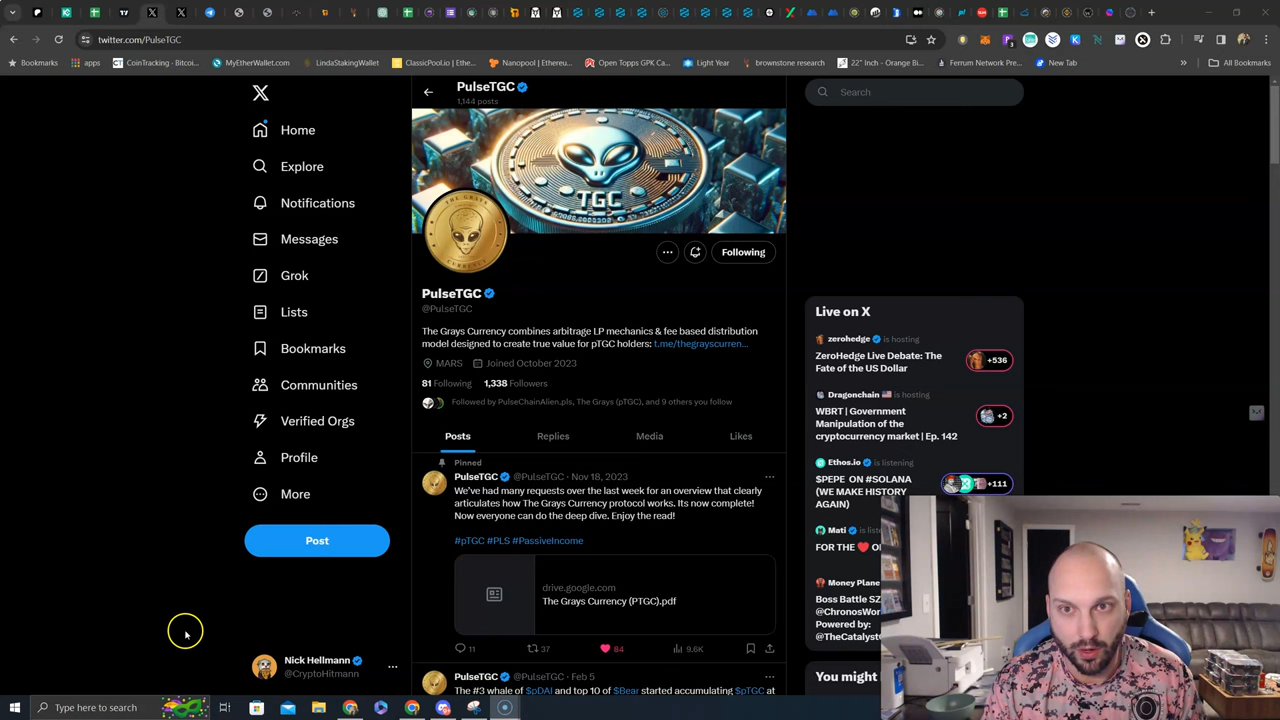 twitter.com/PulseTGC
Bookmarks
apps
CoinTracking - Bitcoi...
MyEtherWallet.com
LindaStakingWallet
ClassicPool.io | Ethe...
Nanopool | Ethereu...
Open Topps GPK Ca...
Light Year
brownstone research
22" Inch - Orange Bi...
Ferrum Network Pre...
New Tab
»
All Bookmarks
PulseTGC
1,144 posts
Search
Home
Explore
Notifications
Messages
Grok
Lists
Bookmarks
Communities
Verified Orgs
Profile
More
Post
Nick Hellmann
@CryptoHitmann
TGC
THE GRAYS
CURRENCY
Following
PulseTGC
@PulseTGC
The Grays Currency combines arbitrage LP mechanics & fee based distribution
model designed to create true value for pTGC holders: t.me/thegrayscurren...
MARS Joined October 2023
81 Following 1,338 Followers
Followed by PulseChainAlien.pls, The Grays (pTGC), and 9 others you follow
Posts Replies Media Likes
Pinned
PulseTGC @PulseTGC · Nov 18, 2023
We've had many requests over the last week for an overview that clearly
articulates how The Grays Currency protocol works. Its now complete!
Now everyone can do the deep dive. Enjoy the read!
#pTGC #PLS #PassiveIncome
drive.google.com
The Grays Currency (PTGC).pdf
11 37 84 9.6K
PulseTGC @PulseTGC · Feb 5
The #3 whale of $pDAI and top 10 of $Bear started accumulating $pTGC at
Live on X
zerohedge is hosting
ZeroHedge Live Debate: The
Fate of the US Dollar
+536
Dragonchain is hosting
WBRT | Government
Manipulation of the
cryptocurrency market | Ep. 142
+2
Ethos.io is listening
$PEPE ON #SOLANA
(WE MAKE HISTORY
AGAIN)
+111
Mati is liste
FOR THE
Money Plane
Boss Battle SZ
@ChronosWor
Powered by:
@TheCatalyst
You might
Type here to search